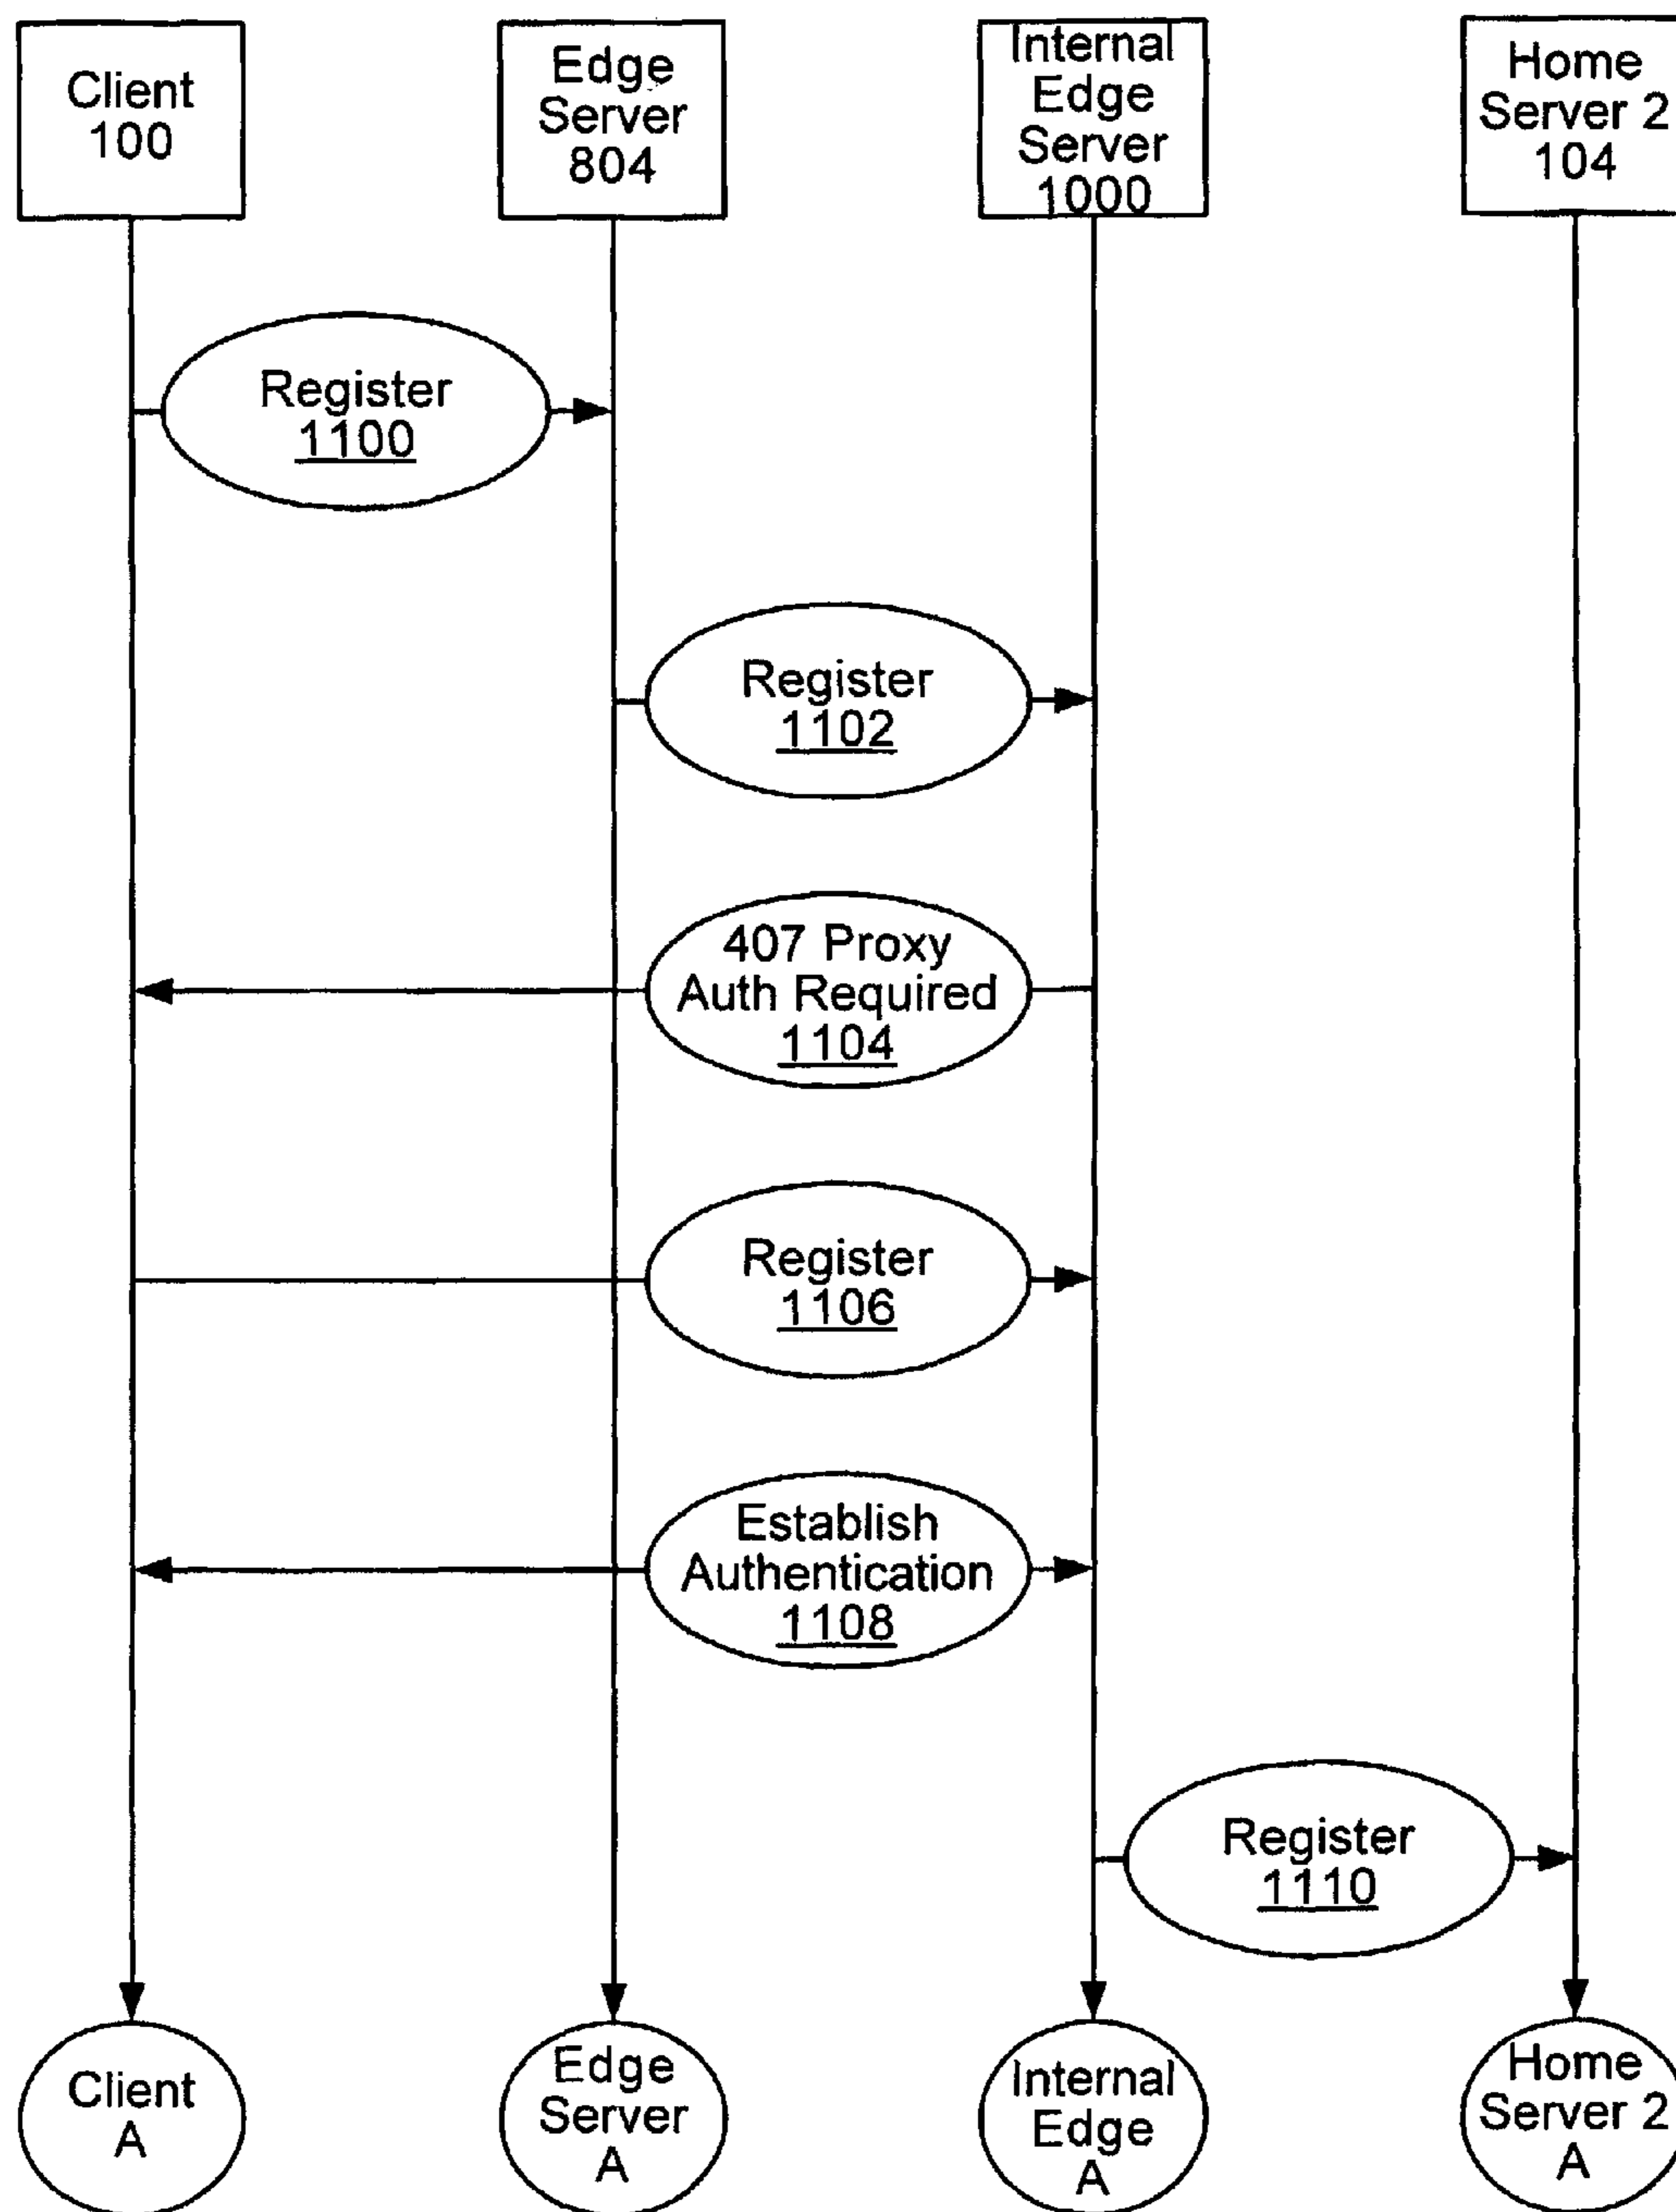 Client
100
Edge
Server
804
Internal
Edge
Server
1000
Home
Server 2
104
Register
1100
Register
1102
407 Proxy
Auth Required
1104
Register
1106
Establish
Authentication
1108
Register
1110
Client
A
Edge
Server
A
Internal
Edge
A
Home
Server 2
A